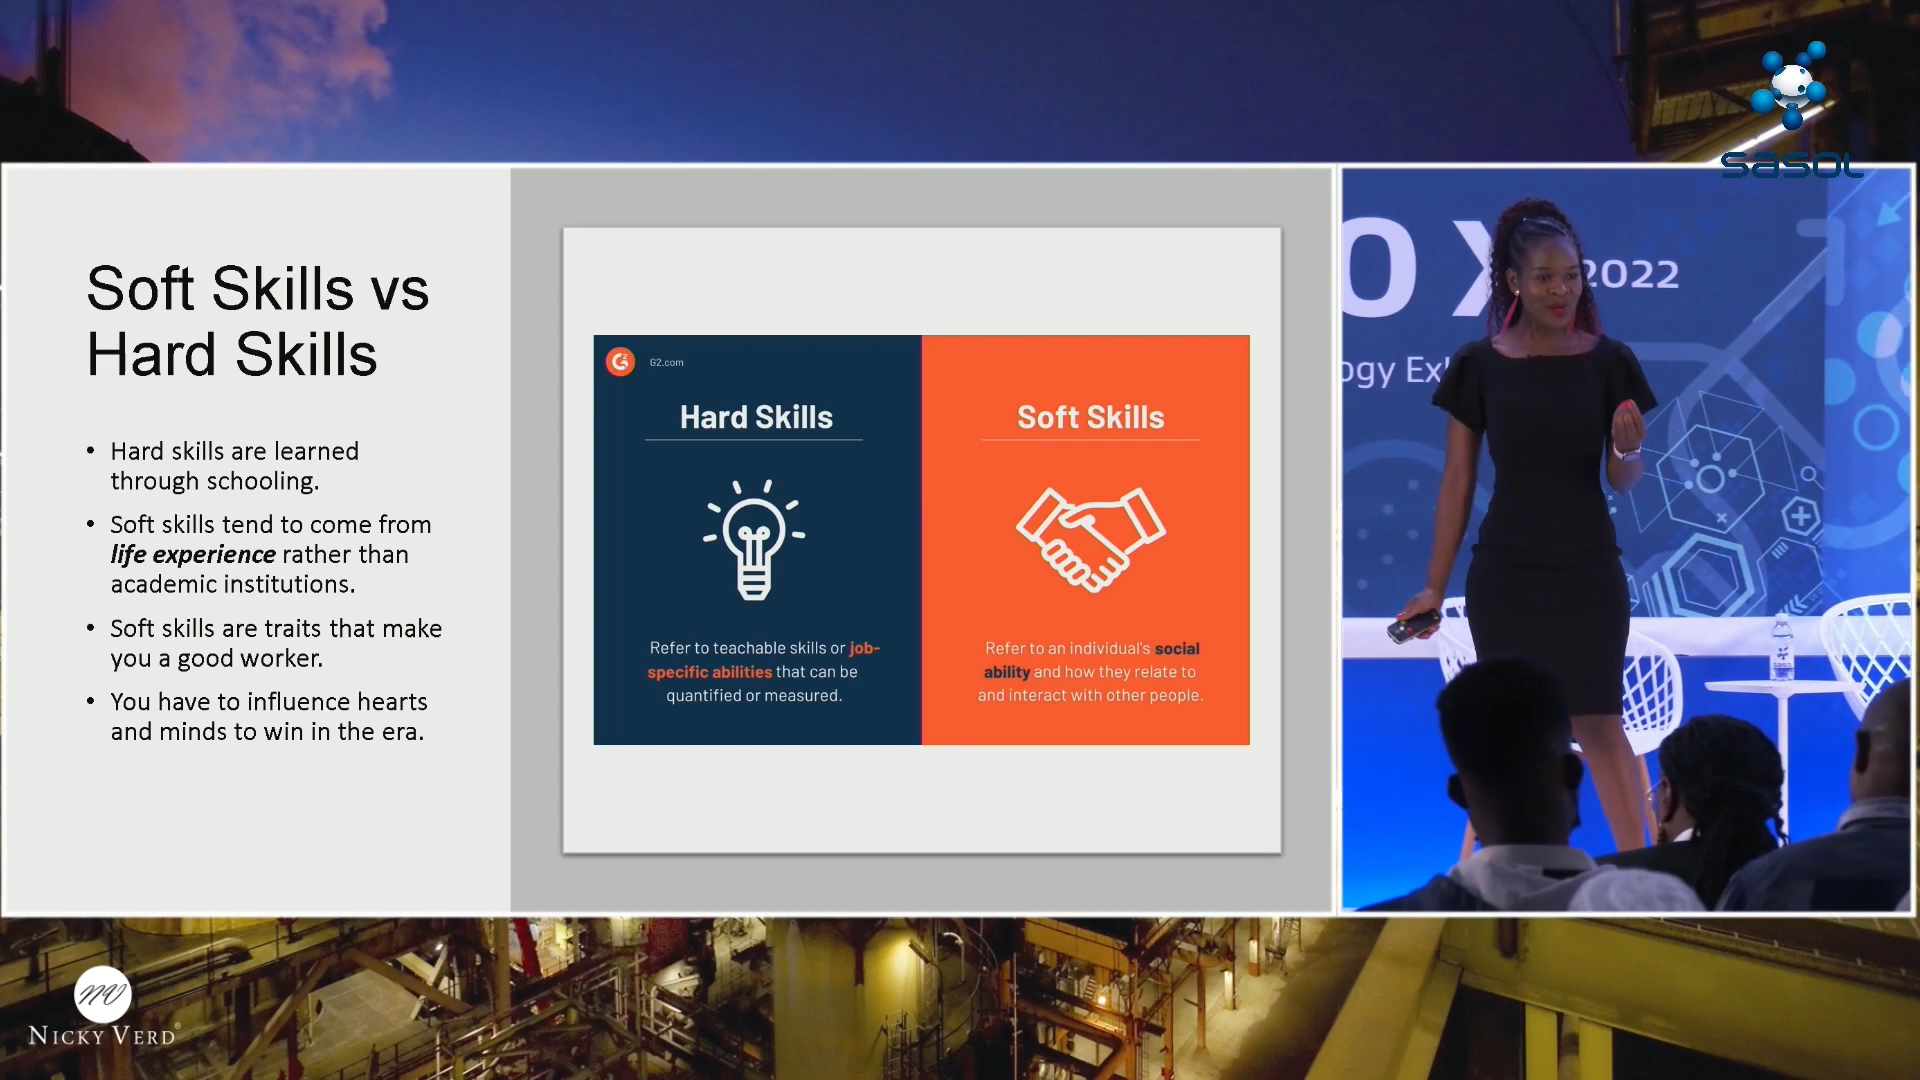 sasol
Soft Skills vs
Hard Skills
• Hard skills are learned
through schooling.
• Soft skills tend to come from
life experience rather than
academic institutions.
• Soft skills are traits that make
you a good worker.
• You have to influence hearts
and minds to win in the era.
G2.com
Hard Skills
Refer to teachable skills or job-
specific abilities that can be
quantified or measured.
Soft Skills
Refer to an individual's social
ability and how they relate to
and interact with other people.
O X 2022
ogy Ex
NICKY VERD®